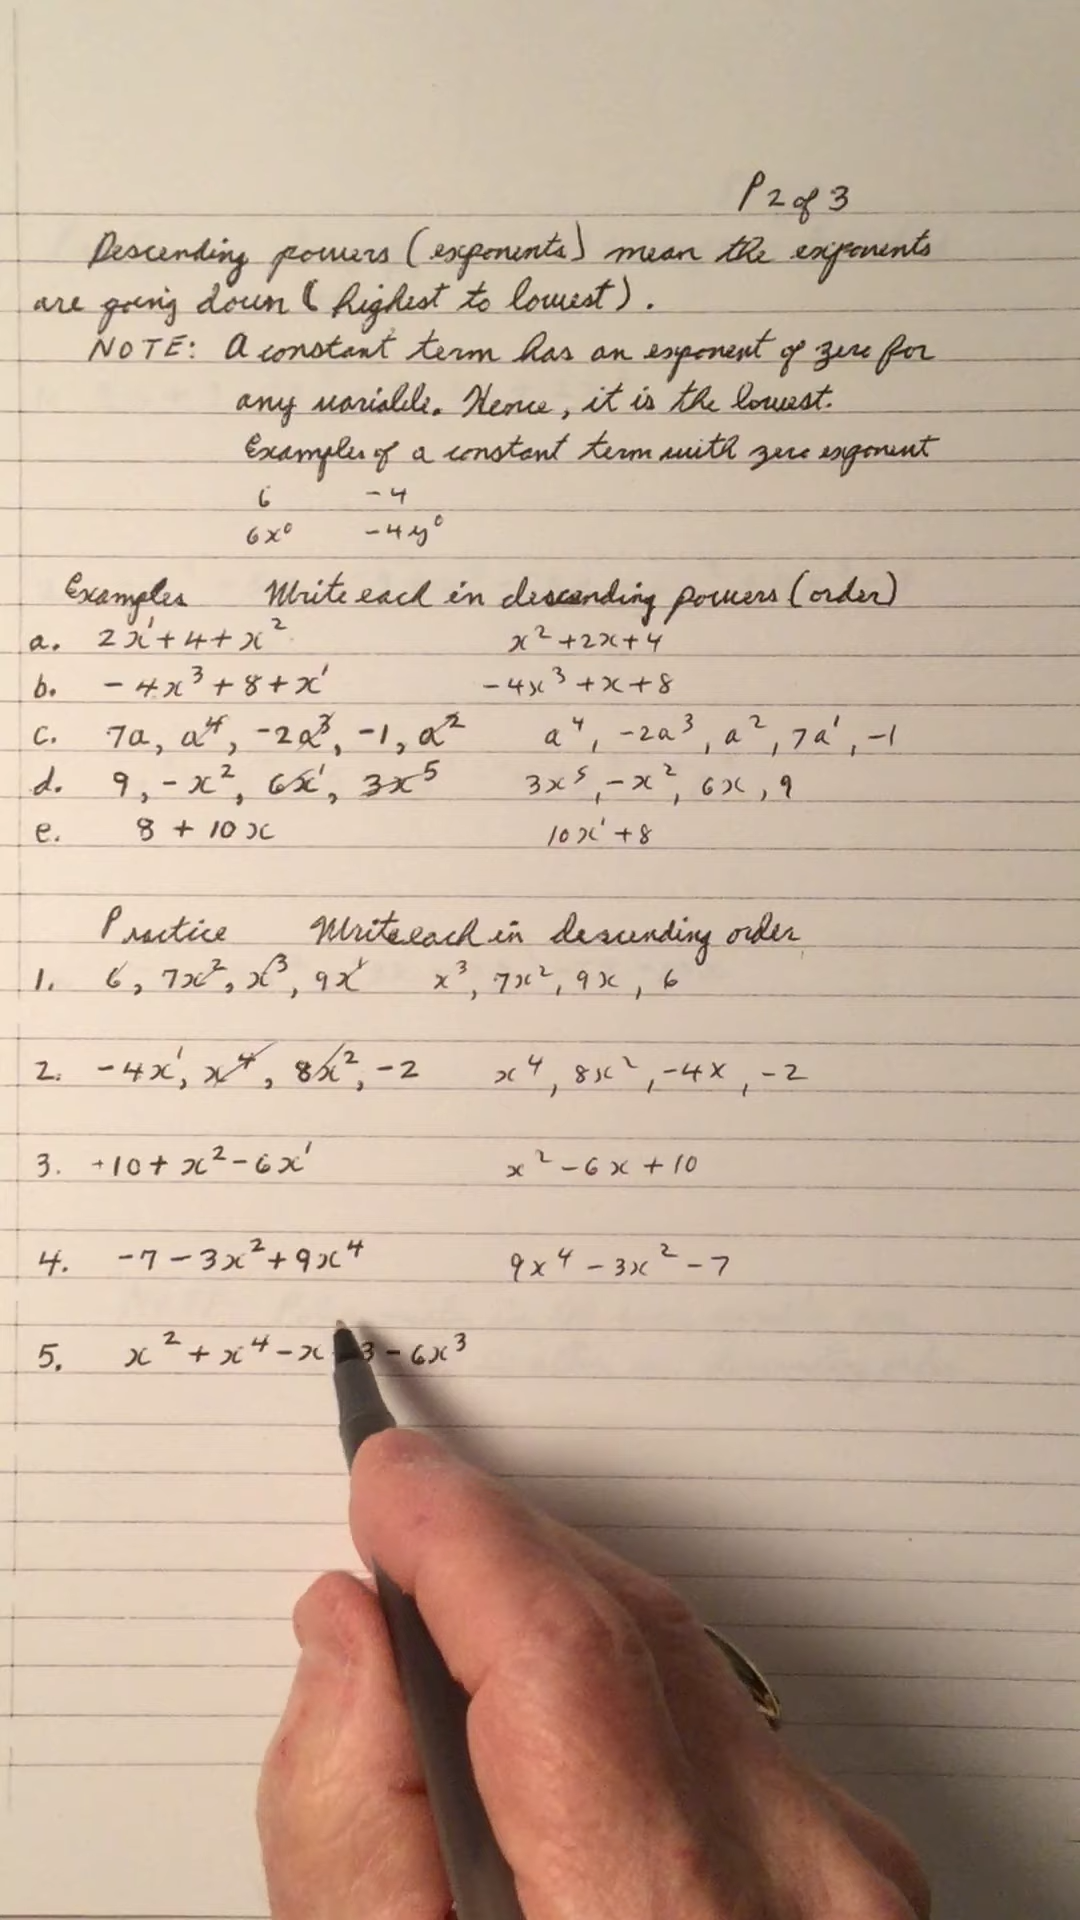 P2 of 3
Descending powers (exponents) mean the exponents
are going down (highest to lowest).
NOTE: A constant term has an exponent of zero for
any variable. Hence, it is the lowest.
Examples of a constant term with zero exponent
6 -4
6x⁰ -4y⁰
Examples Write each in descending powers (order)
a. 2x¹+4+x² x²+2x+4
b. -4x³+8+x¹ -4x³+x+8
c. 7a, a⁴, -2a³, -1, a² a⁴, -2a³, a², 7a¹, -1
d. 9, -x², 6x¹, 3x⁵ 3x⁵, -x², 6x, 9
e. 8 + 10x 10x¹+8
Practice Write each in descending order
1. 6, 7x², x³, 9x¹ x³, 7x², 9x, 6
2. -4x¹, x⁴, 8x², -2 x⁴, 8x², -4x, -2
3. +10+x²-6x¹ x²-6x+10
4. -7-3x²+9x⁴ 9x⁴-3x²-7
5. x²+x⁴-x 3-6x³